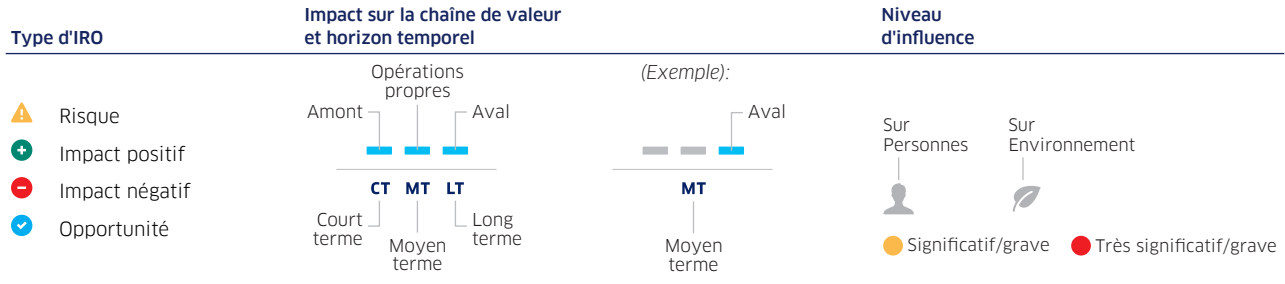 Type d'IRO
Impact sur la chaîne de valeur
et horizon temporel
Niveau
d'influence
Risque
Impact positif
Impact négatif
Opportunité
Opérations
propres
Amont
Aval
CT MT LT
Court
terme
Moyen
terme
Long
terme
(Exemple):
Aval
MT
Moyen
terme
Sur
Personnes
Sur
Environnement
Significatif/grave
Très significatif/grave